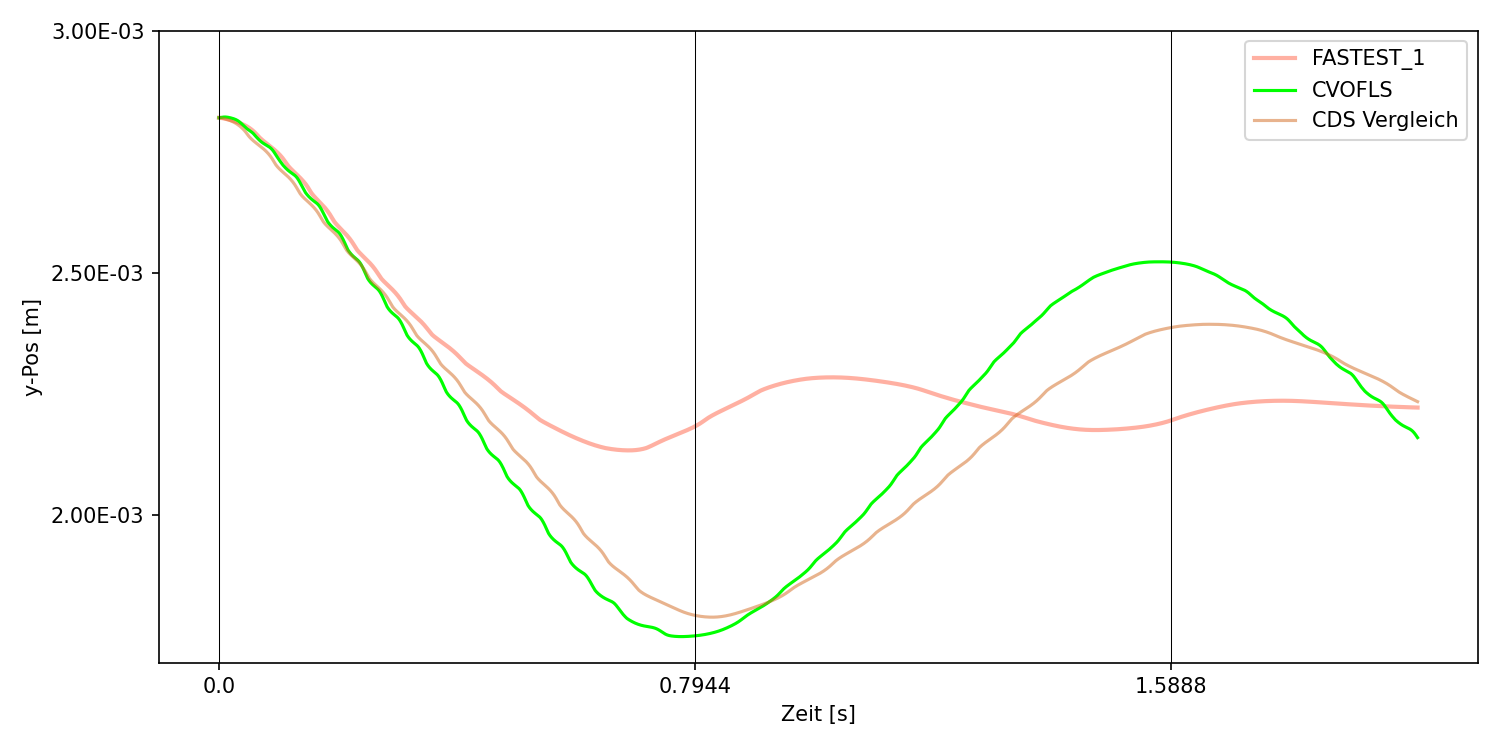 3.00E-03
2.50E-03
2.00E-03
y-Pos [m]
FASTEST_1
CVOFLS
CDS Vergleich
0.0
0.7944
1.5888
Zeit [s]